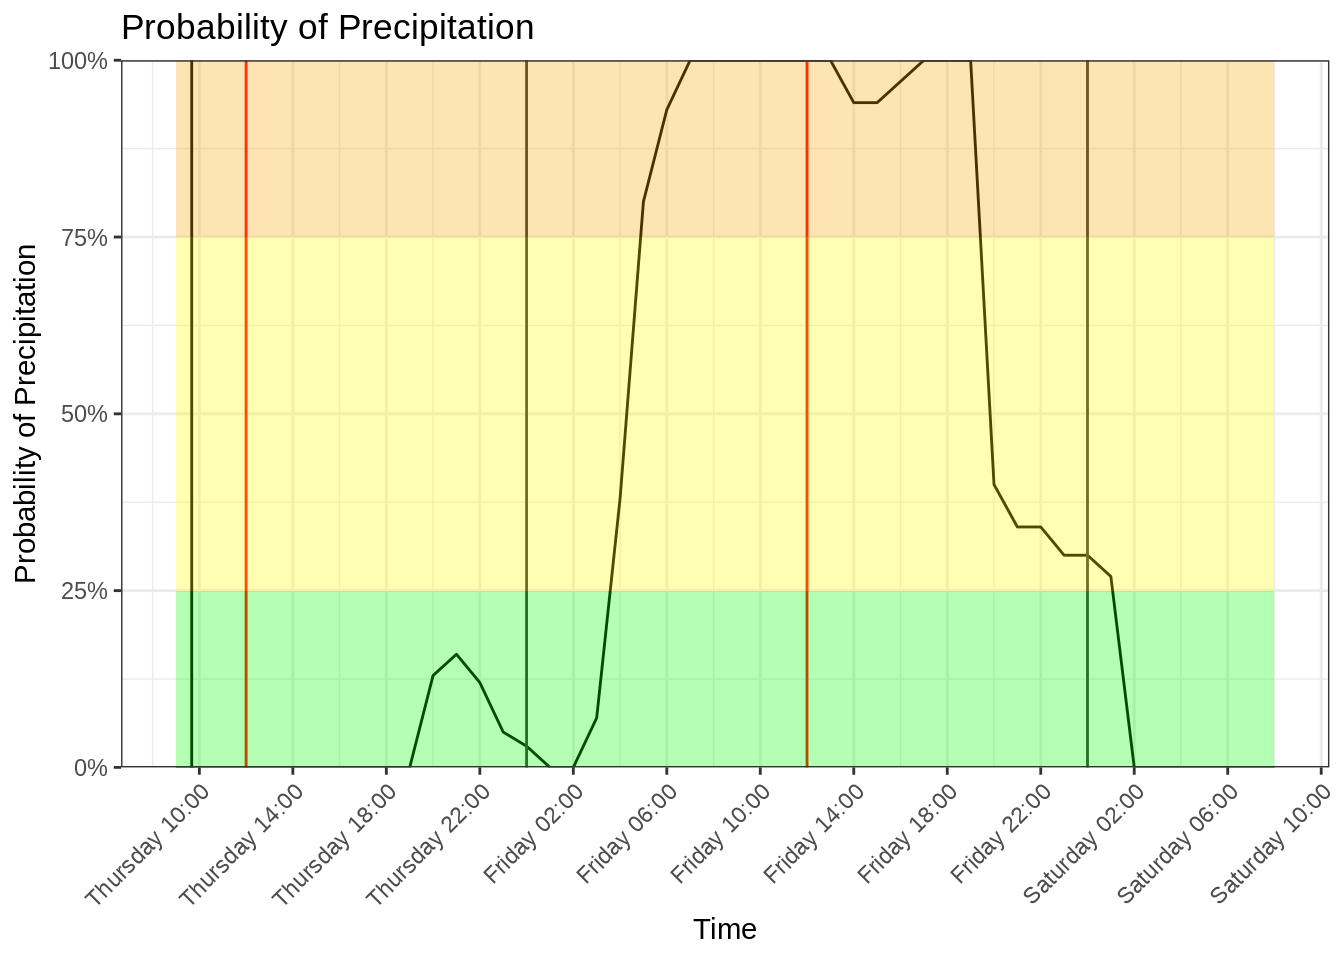 Probability of Precipitation
Probability of Precipitation
100%
75%
50%
25%
0%
Thursday 10:00
Thursday 14:00
Thursday 18:00
Thursday 22:00
Friday 02:00
Friday 06:00
Friday 10:00
Friday 14:00
Friday 18:00
Friday 22:00
Saturday 02:00
Saturday 06:00
Saturday 10:00
Time